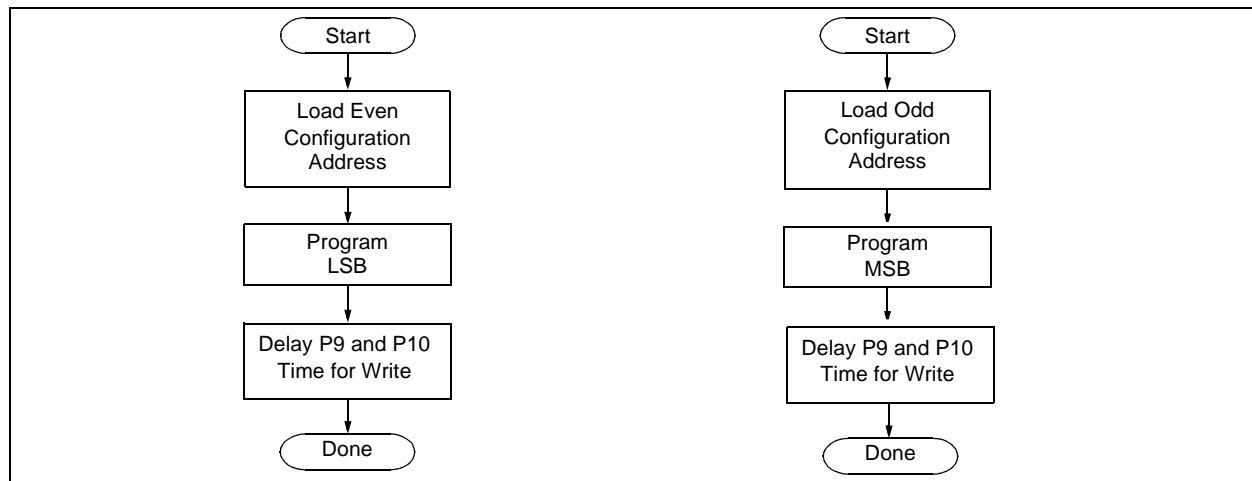 Start
Load Even
Configuration
Address
Program
LSB
Delay P9 and P10
Time for Write
Done
Start
Load Odd
Configuration
Address
Program
MSB
Delay P9 and P10
Time for Write
Done